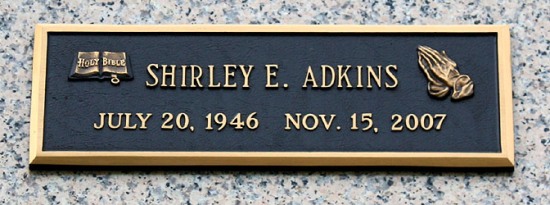 HOLY BIBLE
SHIRLEY E. ADKINS
JULY 20, 1946 NOV. 15, 2007